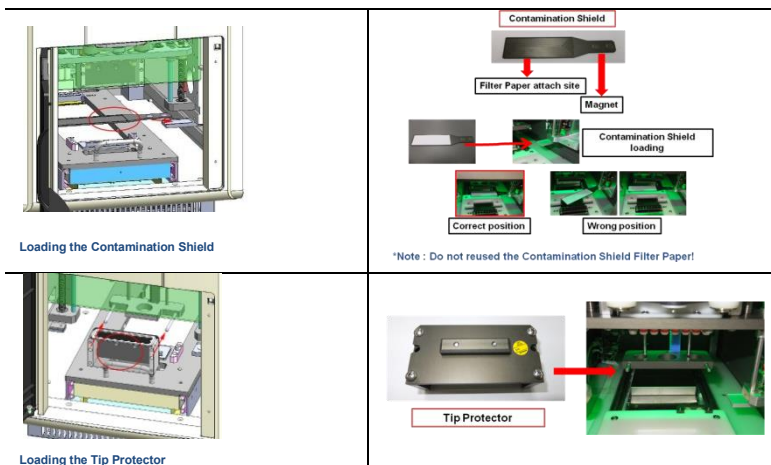 Loading the Contamination Shield
Contamination Shield
Filter Paper attach site
Magnet
Contamination Shield
loading
Correct position
Wrong position
*Note : Do not reused the Contamination Shield Filter Paper!
Loading the Tip Protector
Tip Protector